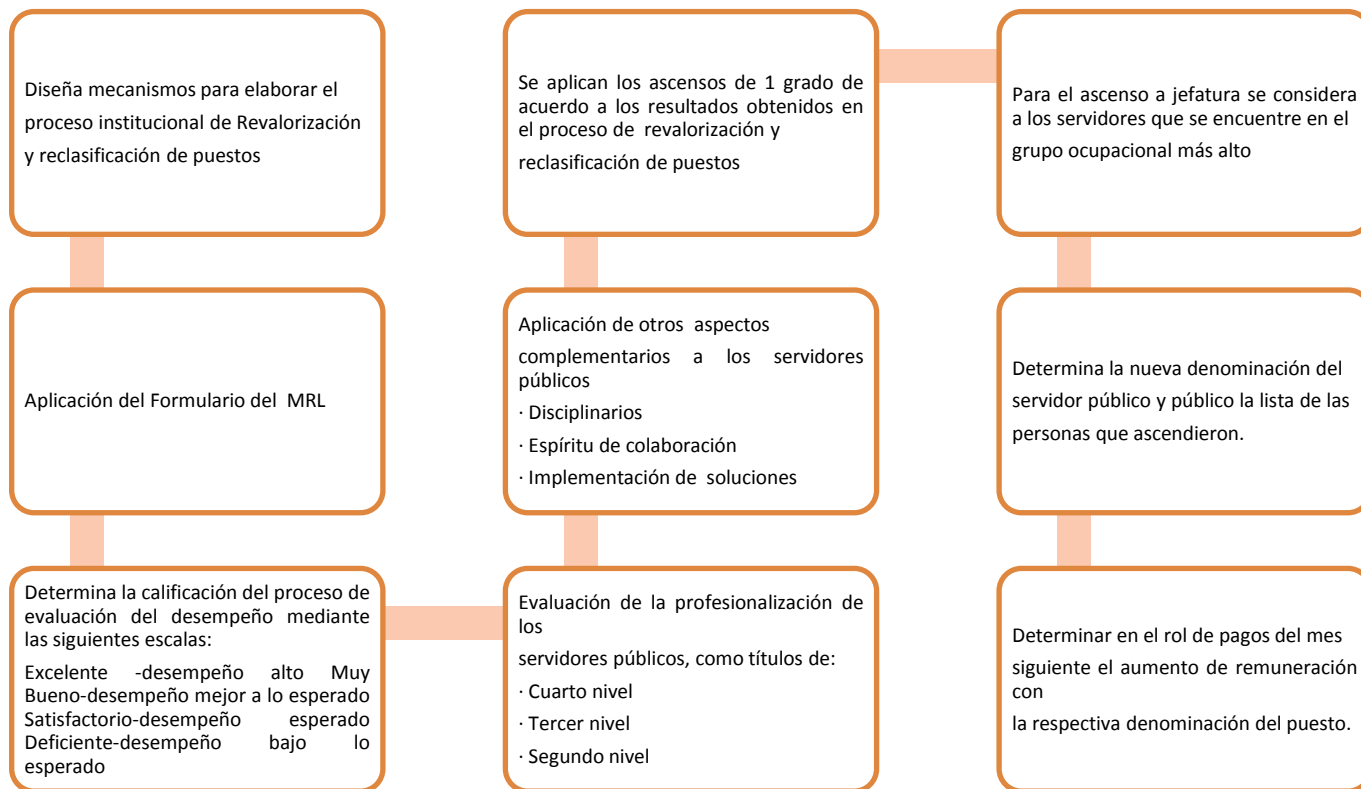 Diseña mecanismos para elaborar el
proceso institucional de Revalorización
y reclasificación de puestos
Aplicación del Formulario del MRL
Determina la calificación del proceso de
evaluación del desempeño mediante
las siguientes escalas:
Excelente -desempeño alto Muy
Bueno-desempeño mejor a lo esperado
Satisfactorio-desempeño esperado
Deficiente-desempeño bajo lo
esperado
Evaluación de la profesionalización de
los
servidores públicos, como títulos de:
· Cuarto nivel
· Tercer nivel
· Segundo nivel
Aplicación de otros aspectos
complementarios a los servidores
públicos
· Disciplinarios
· Espíritu de colaboración
· Implementación de soluciones
Se aplican los ascensos de 1 grado de
acuerdo a los resultados obtenidos en
el proceso de revalorización y
reclasificación de puestos
Para el ascenso a jefatura se considera
a los servidores que se encuentre en el
grupo ocupacional más alto
Determina la nueva denominación del
servidor público y público la lista de las
personas que ascendieron.
Determinar en el rol de pagos del mes
siguiente el aumento de remuneración
con
la respectiva denominación del puesto.